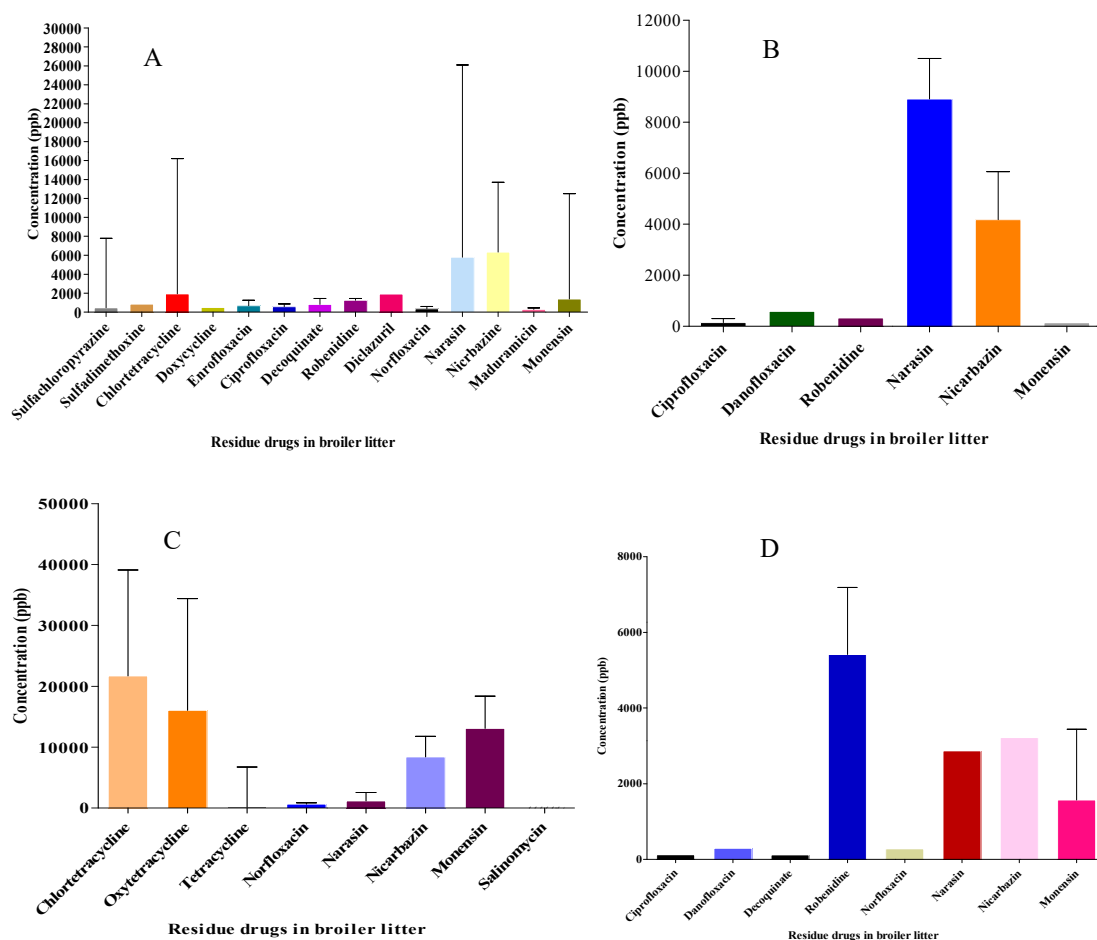 A
30000
28000
26000
24000
22000
20000
18000
16000
14000
12000
10000
8000
6000
4000
2000
0
Concentration (ppb)
Sulfachloropyrazine
Sulfadimethoxine
Chlortetracycline
Doxycycline
Enrofloxacin
Ciprofloxacin
Decoquinate
Robenidine
Diclazuril
Norfloxacin
Narasin
Nicrbazine
Maduramicin
Monensin
Residue drugs in broiler litter
B
12000
10000
8000
6000
4000
2000
0
Concentration (ppb)
Ciprofloxacin
Danofloxacin
Robenidine
Narasin
Nicarbazin
Monensin
Residue drugs in broiler litter
C
50000
40000
30000
20000
10000
0
Concentration (ppb)
Chlortetracycline
Oxytetracycline
Tetracycline
Norfloxacin
Narasin
Nicarbazin
Monensin
Salinomycin
Residue drugs in broiler litter
D
8000
6000
4000
2000
0
Concentration (ppb)
Ciprofloxacin
Danofloxacin
Decoquinate
Robenidine
Norfloxacin
Narasin
Nicarbazin
Monensin
Residue drugs in broiler litter